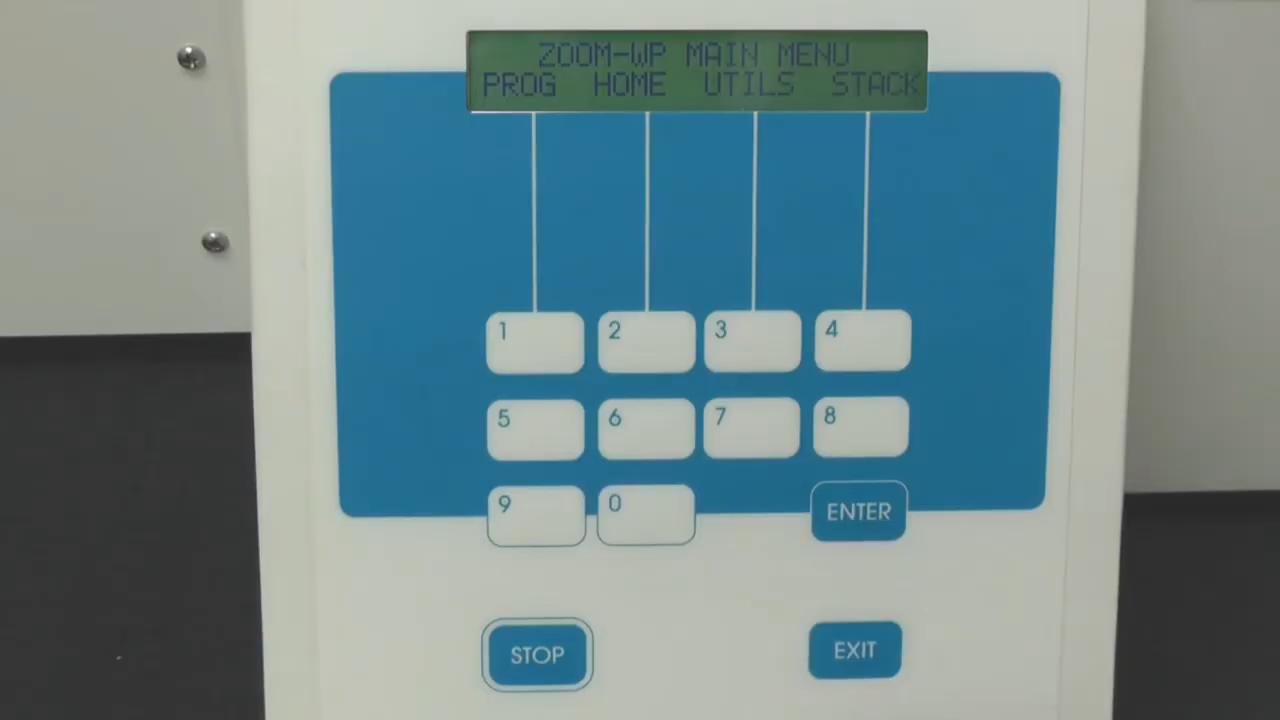 ZOOM-WP MAIN MENU
PROG HOME UTILS STACK
1 2 3 4
5 6 7 8
9 0 ENTER
STOP EXIT